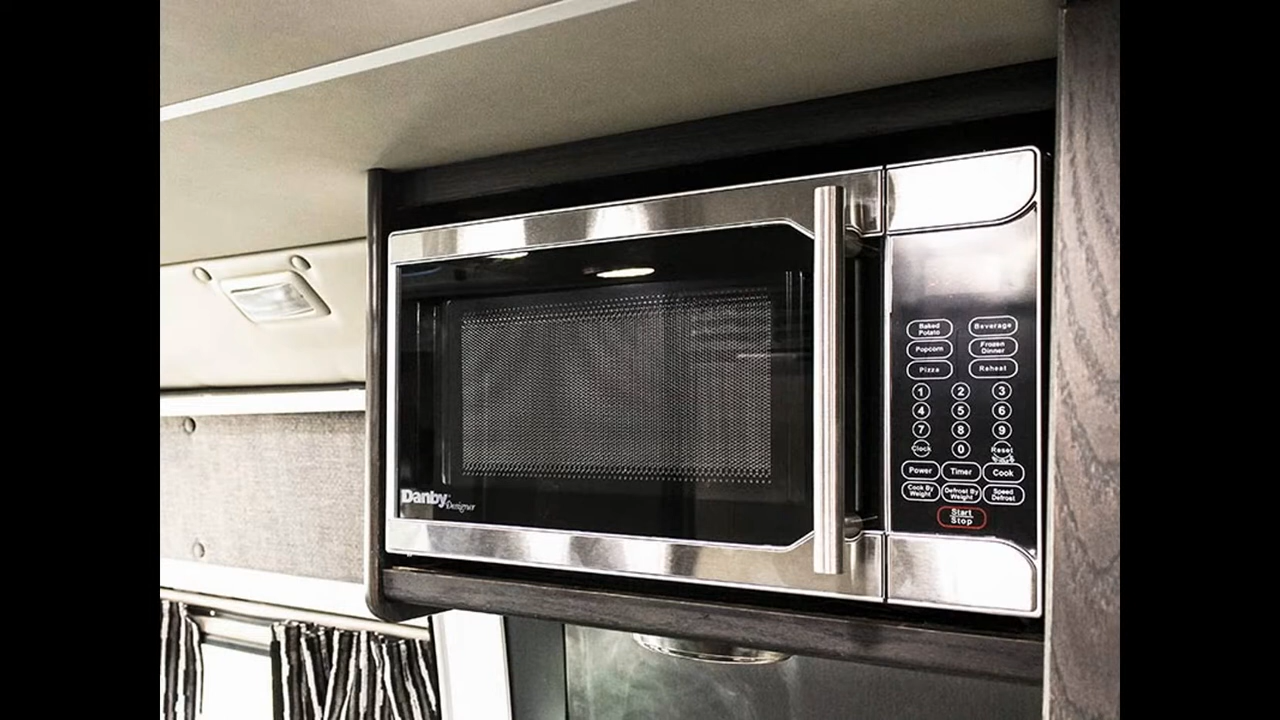 Baked
Potato
Beverage
Popcorn
Frozen
Dinner
Pizza
Reheat
1 2 3
4 5 6
7 8 9
Clock 0 Reset
Power Timer Cook
Cook By
Weight
Defrost By
Weight
Speed
Defrost
Start
Stop
Danby
Designer